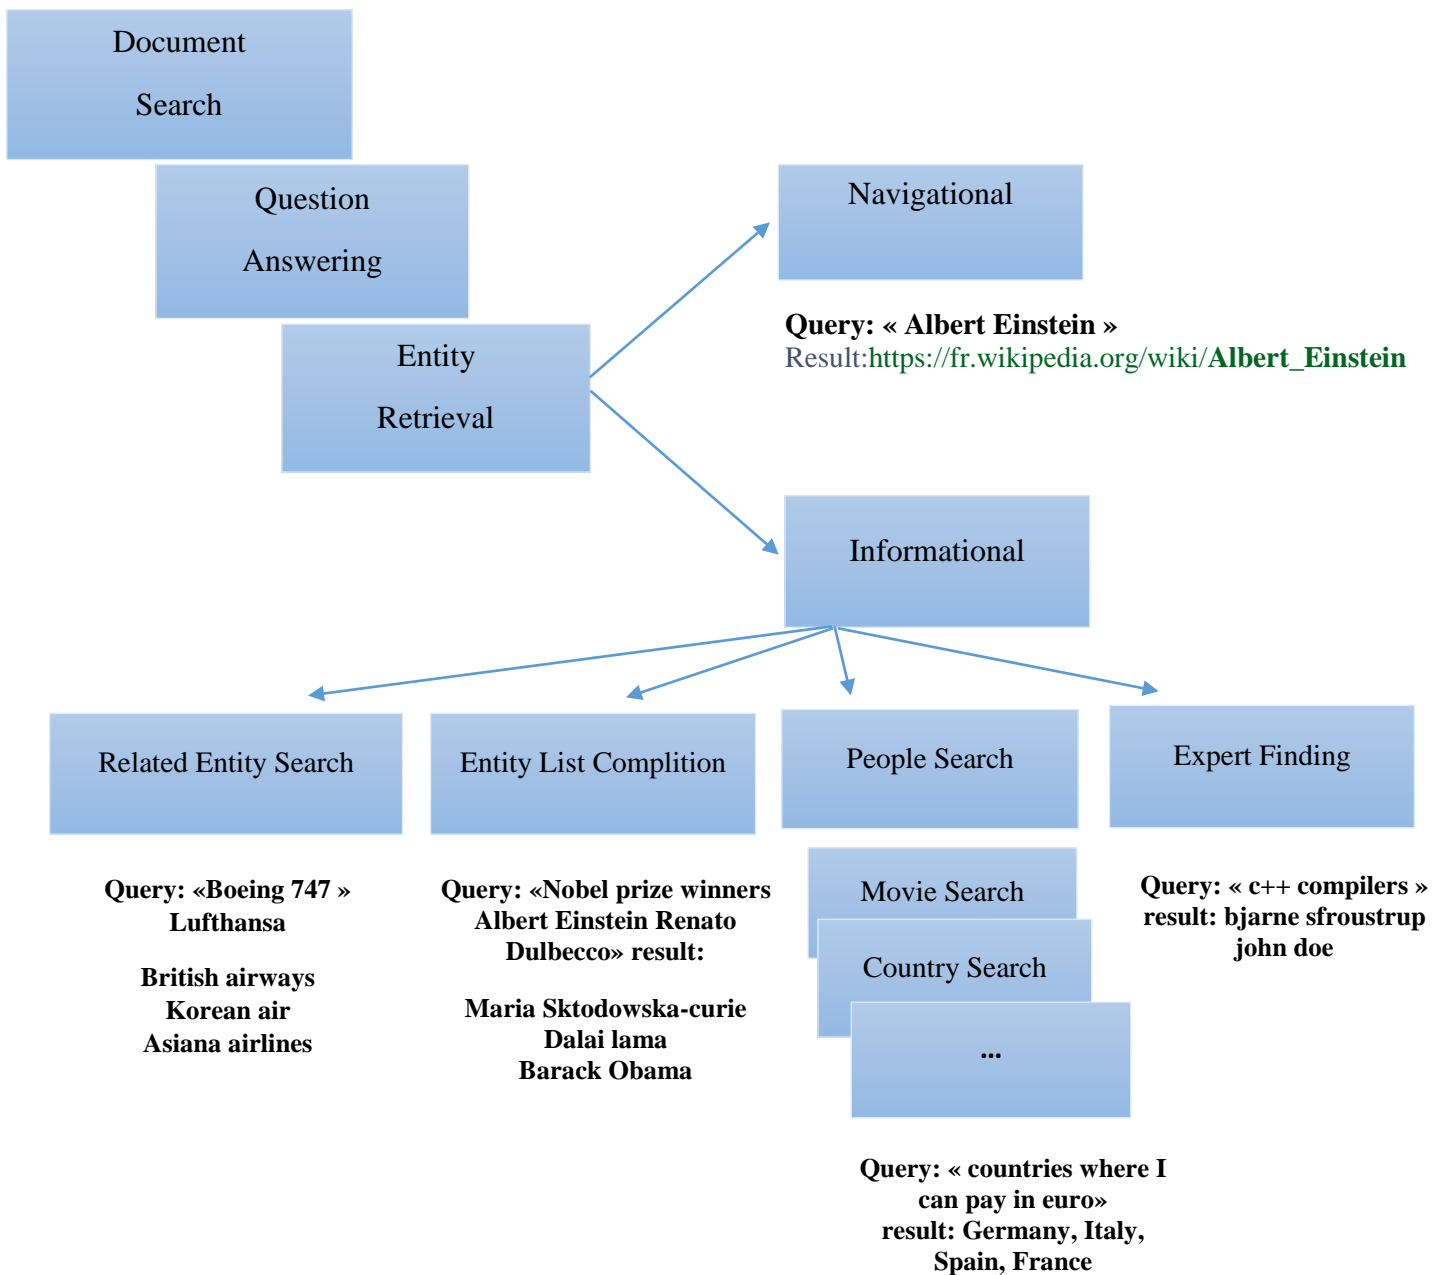 Document
Search
Question
Answering
Entity
Retrieval
Navigational
Query: « Albert Einstein »
Result:https://fr.wikipedia.org/wiki/Albert_Einstein
Informational
Related Entity Search
Query: «Boeing 747 »
Lufthansa
British airways
Korean air
Asiana airlines
Entity List Complition
Query: «Nobel prize winners
Albert Einstein Renato
Dulbecco» result:
Maria Sktodowska-curie
Dalai lama
Barack Obama
People Search
Movie Search
Country Search
...
Query: « countries where I
can pay in euro»
result: Germany, Italy,
Spain, France
Expert Finding
Query: « c++ compilers »
result: bjarne sfroustrup
john doe